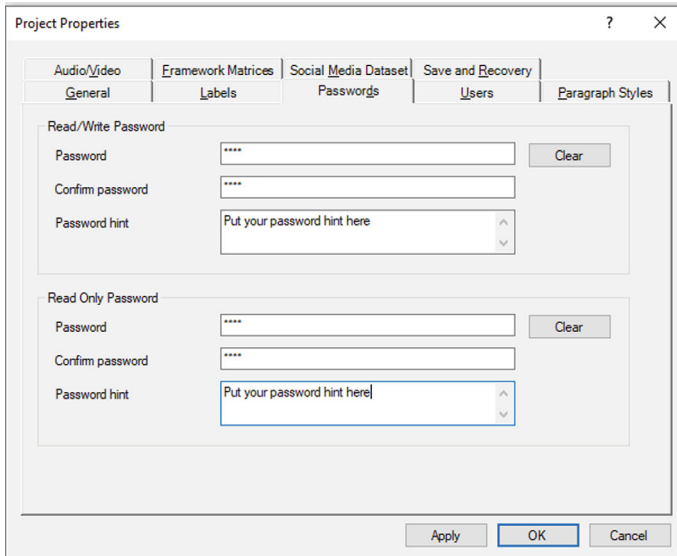 Project Properties
Audio/Video Framework Matrices Social Media Dataset Save and Recovery
General Labels Passwords Users Paragraph Styles
Read/Write Password
Password **** Clear
Confirm password ****
Password hint Put your password hint here
Read Only Password
Password **** Clear
Confirm password ****
Password hint Put your password hint here
Apply OK Cancel